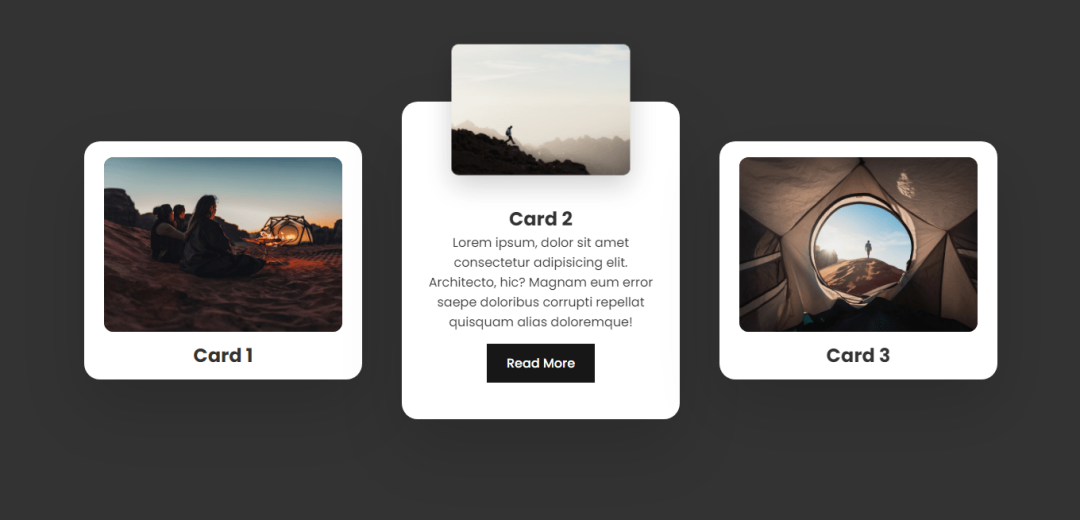 Card 1
Card 2
Lorem ipsum, dolor sit amet
consectetur adipisicing elit.
Architecto, hic? Magnam eum error
saepe doloribus corrupti repellat
quisquam alias doloremque!
Read More
Card 3